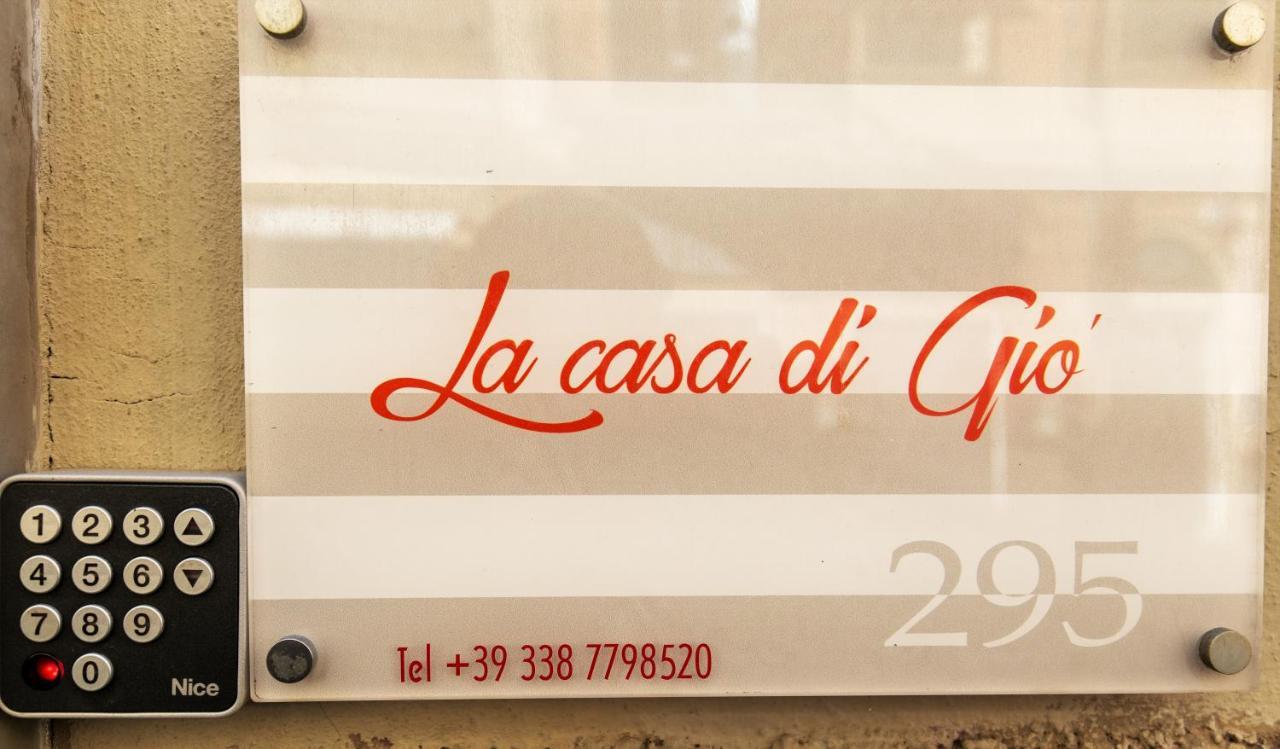 La casa di Gio'
295
Tel +39 338 7798520
1 2 3 ▲
4 5 6 ▼
7 8 9
0
Nice